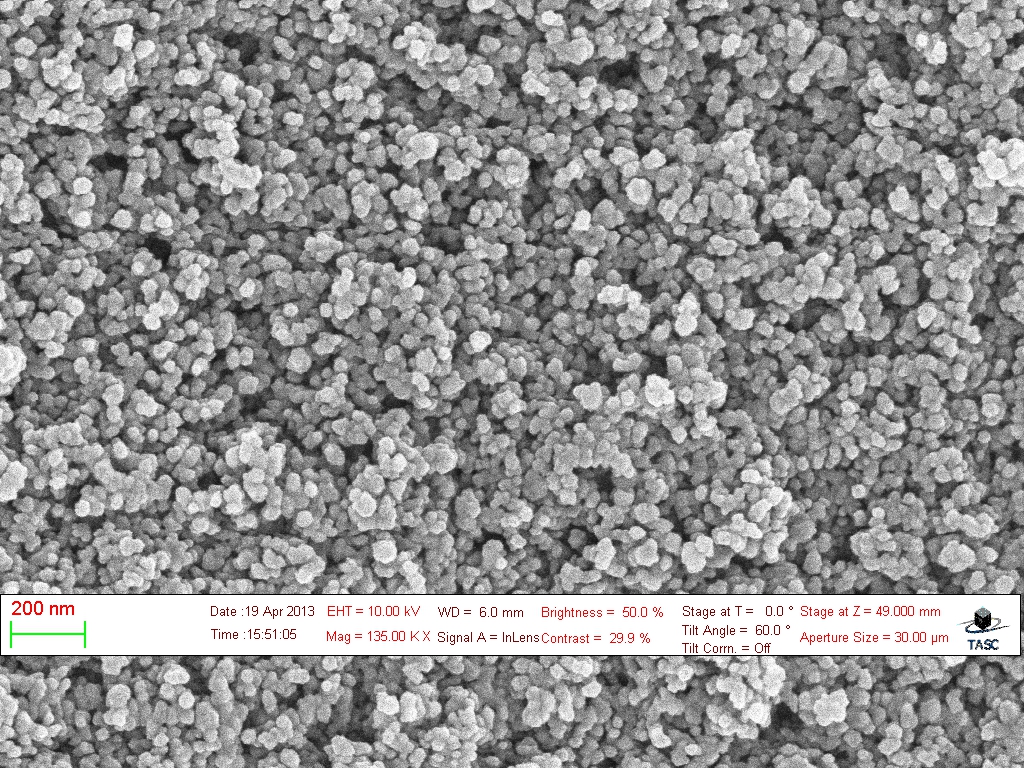 200 nm
Date :19 Apr 2013 EHT = 10.00 kV WD = 6.0 mm Brightness = 50.0 % Stage at T = 0.0 ° Stage at Z = 49.000 mm
Time :15:51:05 Mag = 135.00 K X Signal A = InLens Contrast = 29.9 % Tilt Angle = 60.0 ° Aperture Size = 30.00 µm
Tilt Corrn. = Off
TASC